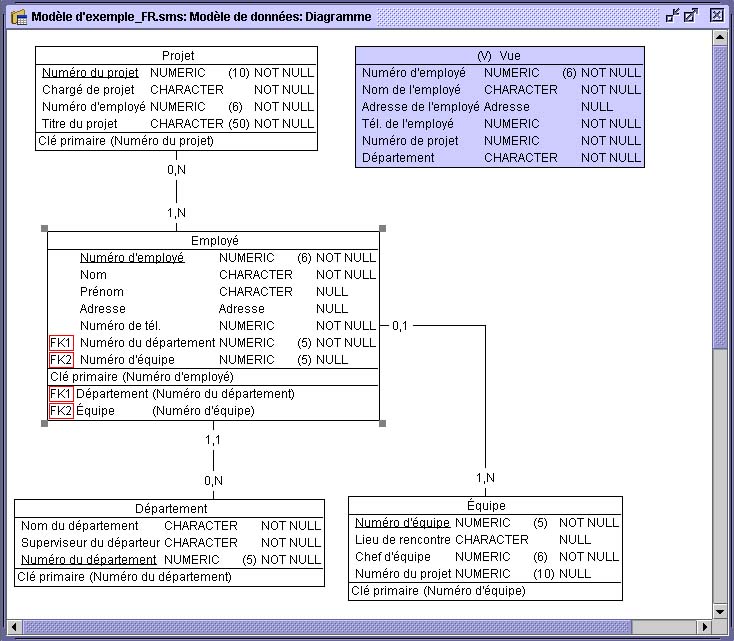 Modèle d'exemple_FR.sms: Modèle de données: Diagramme
Projet
Numéro du projet NUMERIC (10) NOT NULL
Chargé de projet CHARACTER NOT NULL
Numéro d'employé NUMERIC (6) NOT NULL
Titre du projet CHARACTER (50) NOT NULL
Clé primaire (Numéro du projet)
(V) Vue
Numéro d'employé NUMERIC (6) NOT NULL
Nom de l'employé CHARACTER NOT NULL
Adresse de l'employé Adresse NULL
Tél. de l'employé NUMERIC NOT NULL
Numéro de projet NUMERIC NOT NULL
Département CHARACTER NOT NULL
0,N
1,N
Employé
Numéro d'employé NUMERIC (6) NOT NULL
Nom CHARACTER NOT NULL
Prénom CHARACTER NULL
Adresse Adresse NULL
Numéro de tél. NUMERIC NOT NULL
FK1 Numéro du département NUMERIC (5) NOT NULL
FK2 Numéro d'équipe NUMERIC (5) NULL
Clé primaire (Numéro d'employé)
FK1 Département (Numéro du département)
FK2 Équipe (Numéro d'équipe)
0,1
1,1
0,N
1,N
Département
Nom du département CHARACTER NOT NULL
Superviseur du départeur CHARACTER NOT NULL
Numéro du département NUMERIC (5) NOT NULL
Clé primaire (Numéro du département)
Équipe
Numéro d'équipe NUMERIC (5) NOT NULL
Lieu de rencontre CHARACTER NULL
Chef d'équipe NUMERIC (6) NOT NULL
Numéro du projet NUMERIC (10) NULL
Clé primaire (Numéro d'équipe)